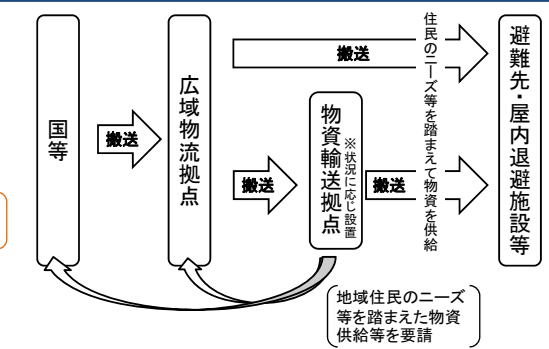 国等
搬送
広域物流拠点
搬送
搬送
物資輸送拠点
※状況に応じ設置
搬送
住民のニーズ等を踏まえて物資を供給
避難先・屋内退避施設等
地域住民のニーズ
等を踏まえた物資
供給等を要請